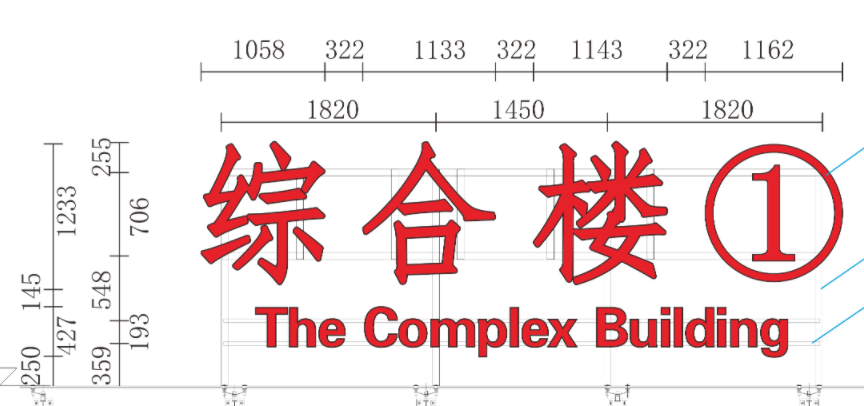 1058 322 1133 322 1143 322 1162
1820 1450 1820
255
1233
706
综合楼①
145
548
427
193
The Complex Building
250
359